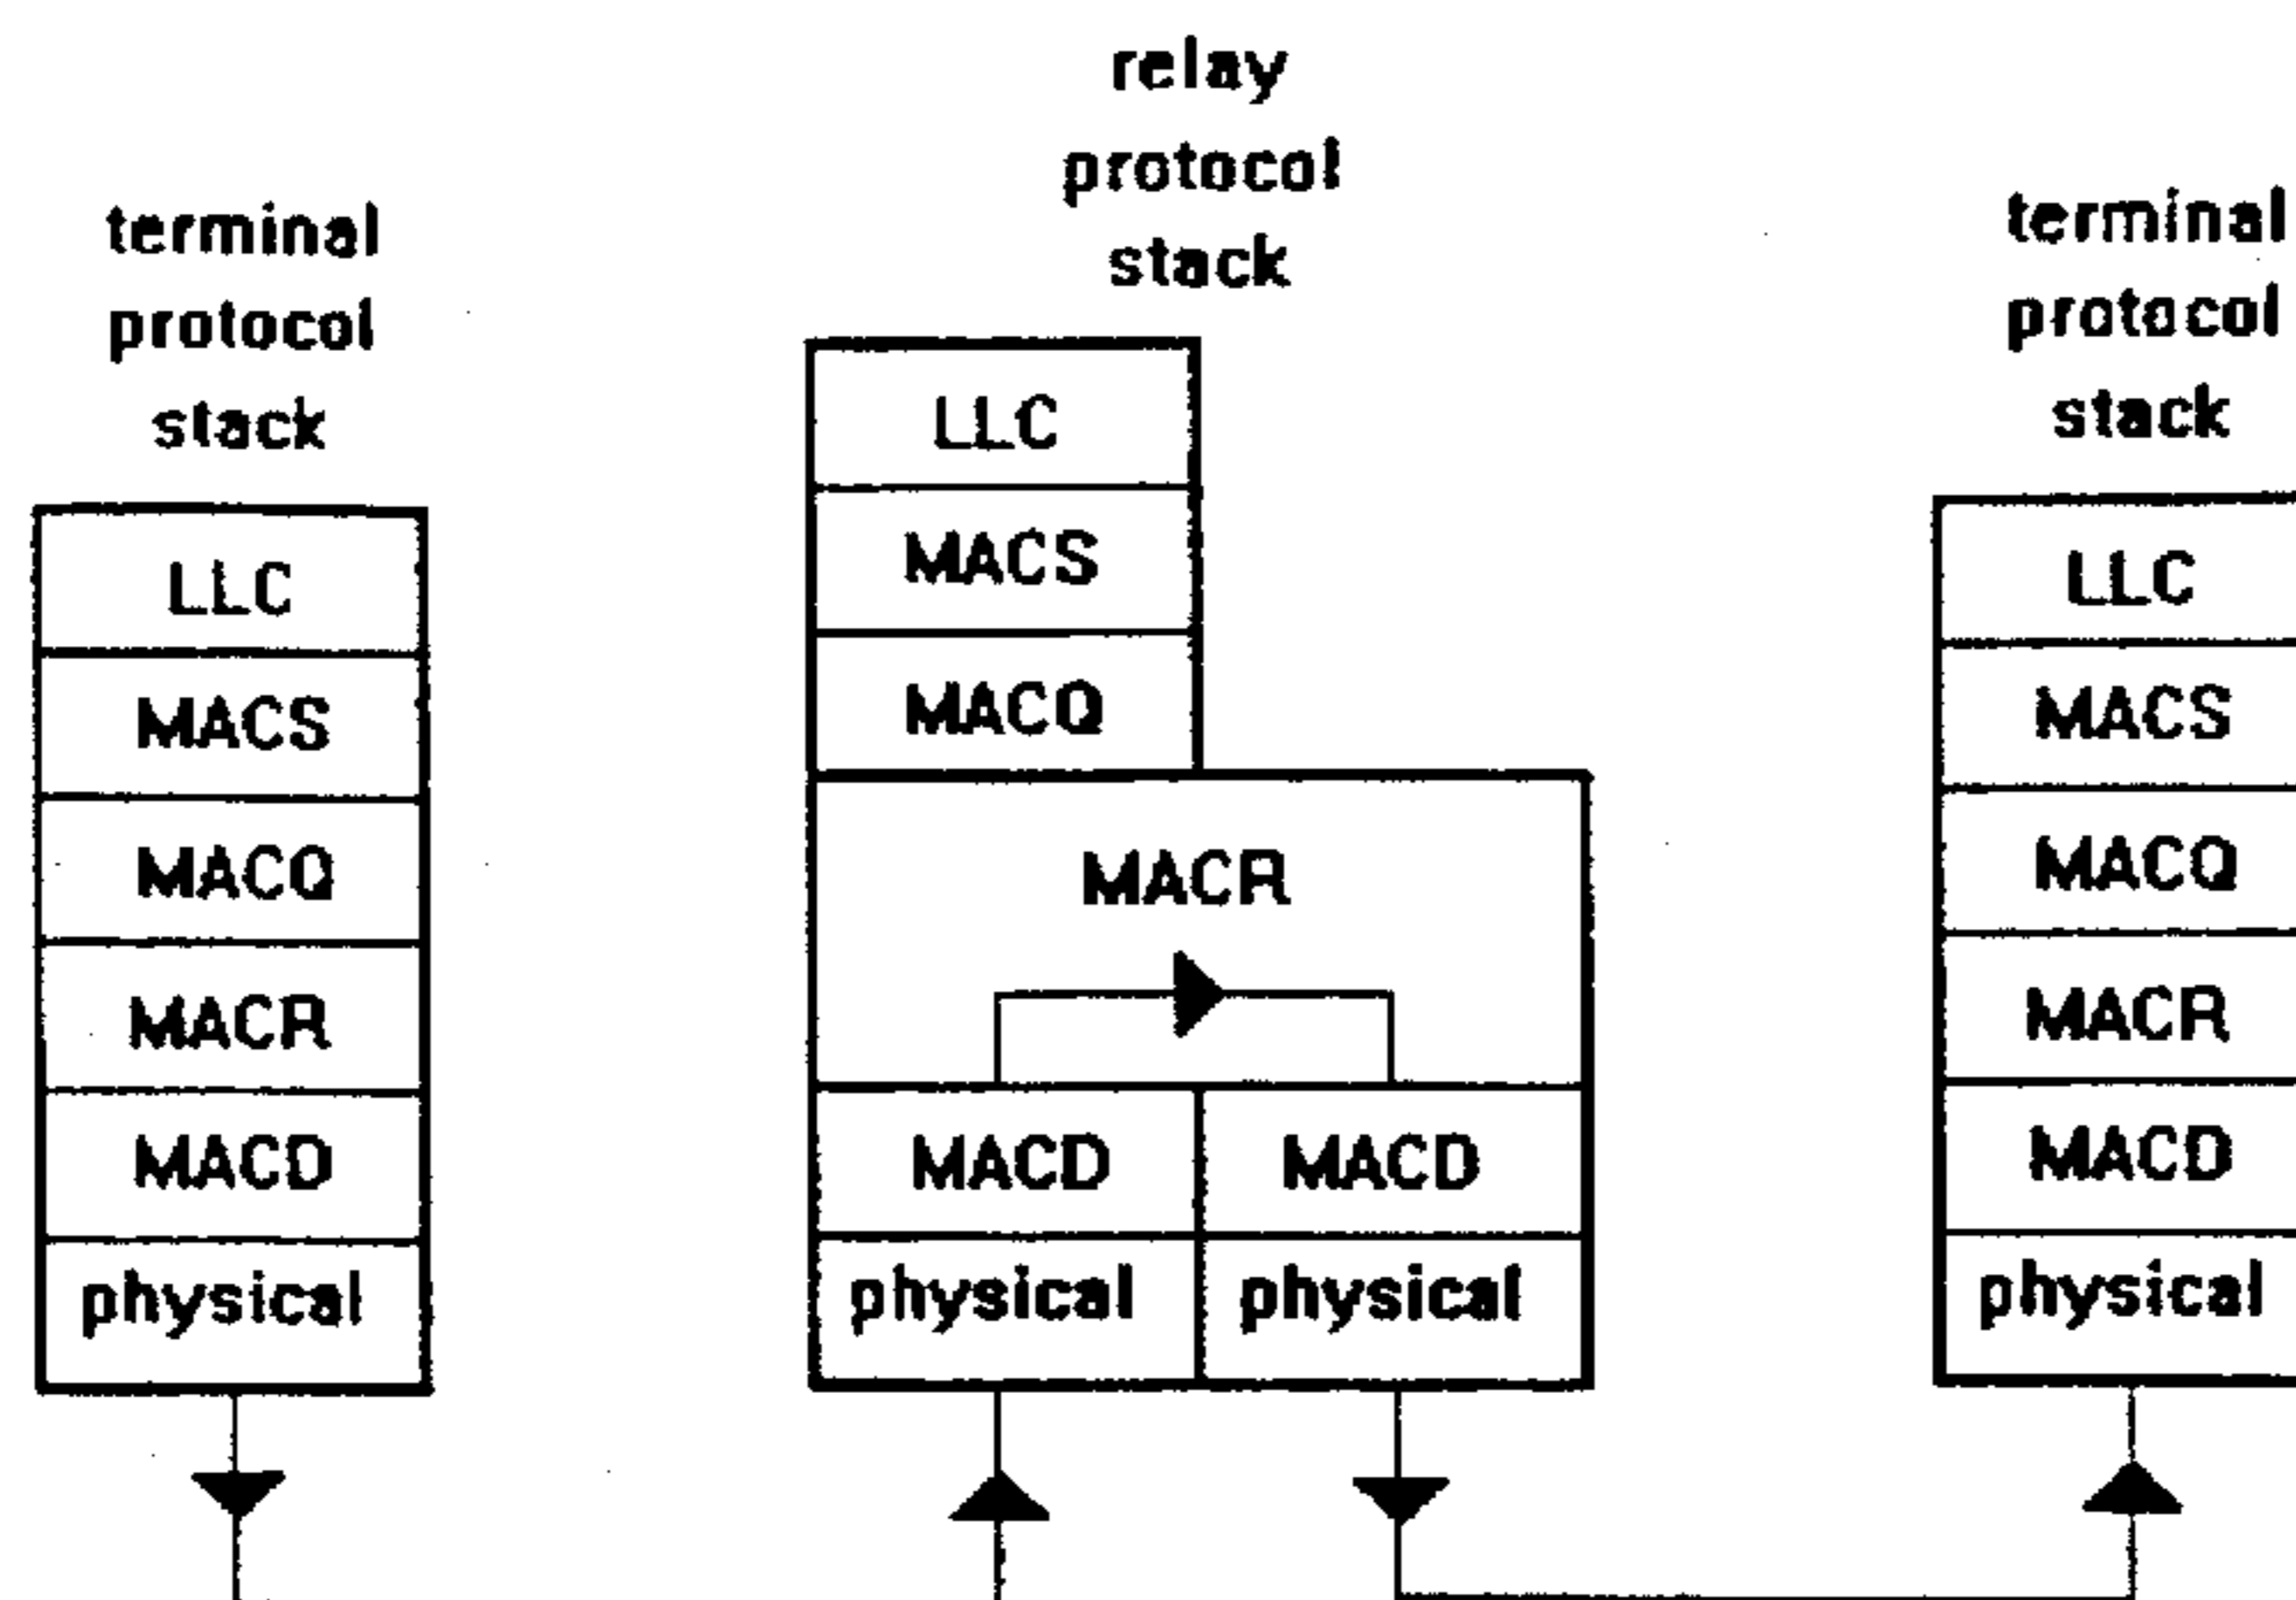 terminal
protocol
stack
LLC
MACS
MACQ
MACR
MACD
physical
relay
protocol
stack
LLC
MACS
MACQ
MACR
MACD MACD
physical physical
terminal
protocol
stack
LLC
MACS
MACQ
MACR
MACD
physical